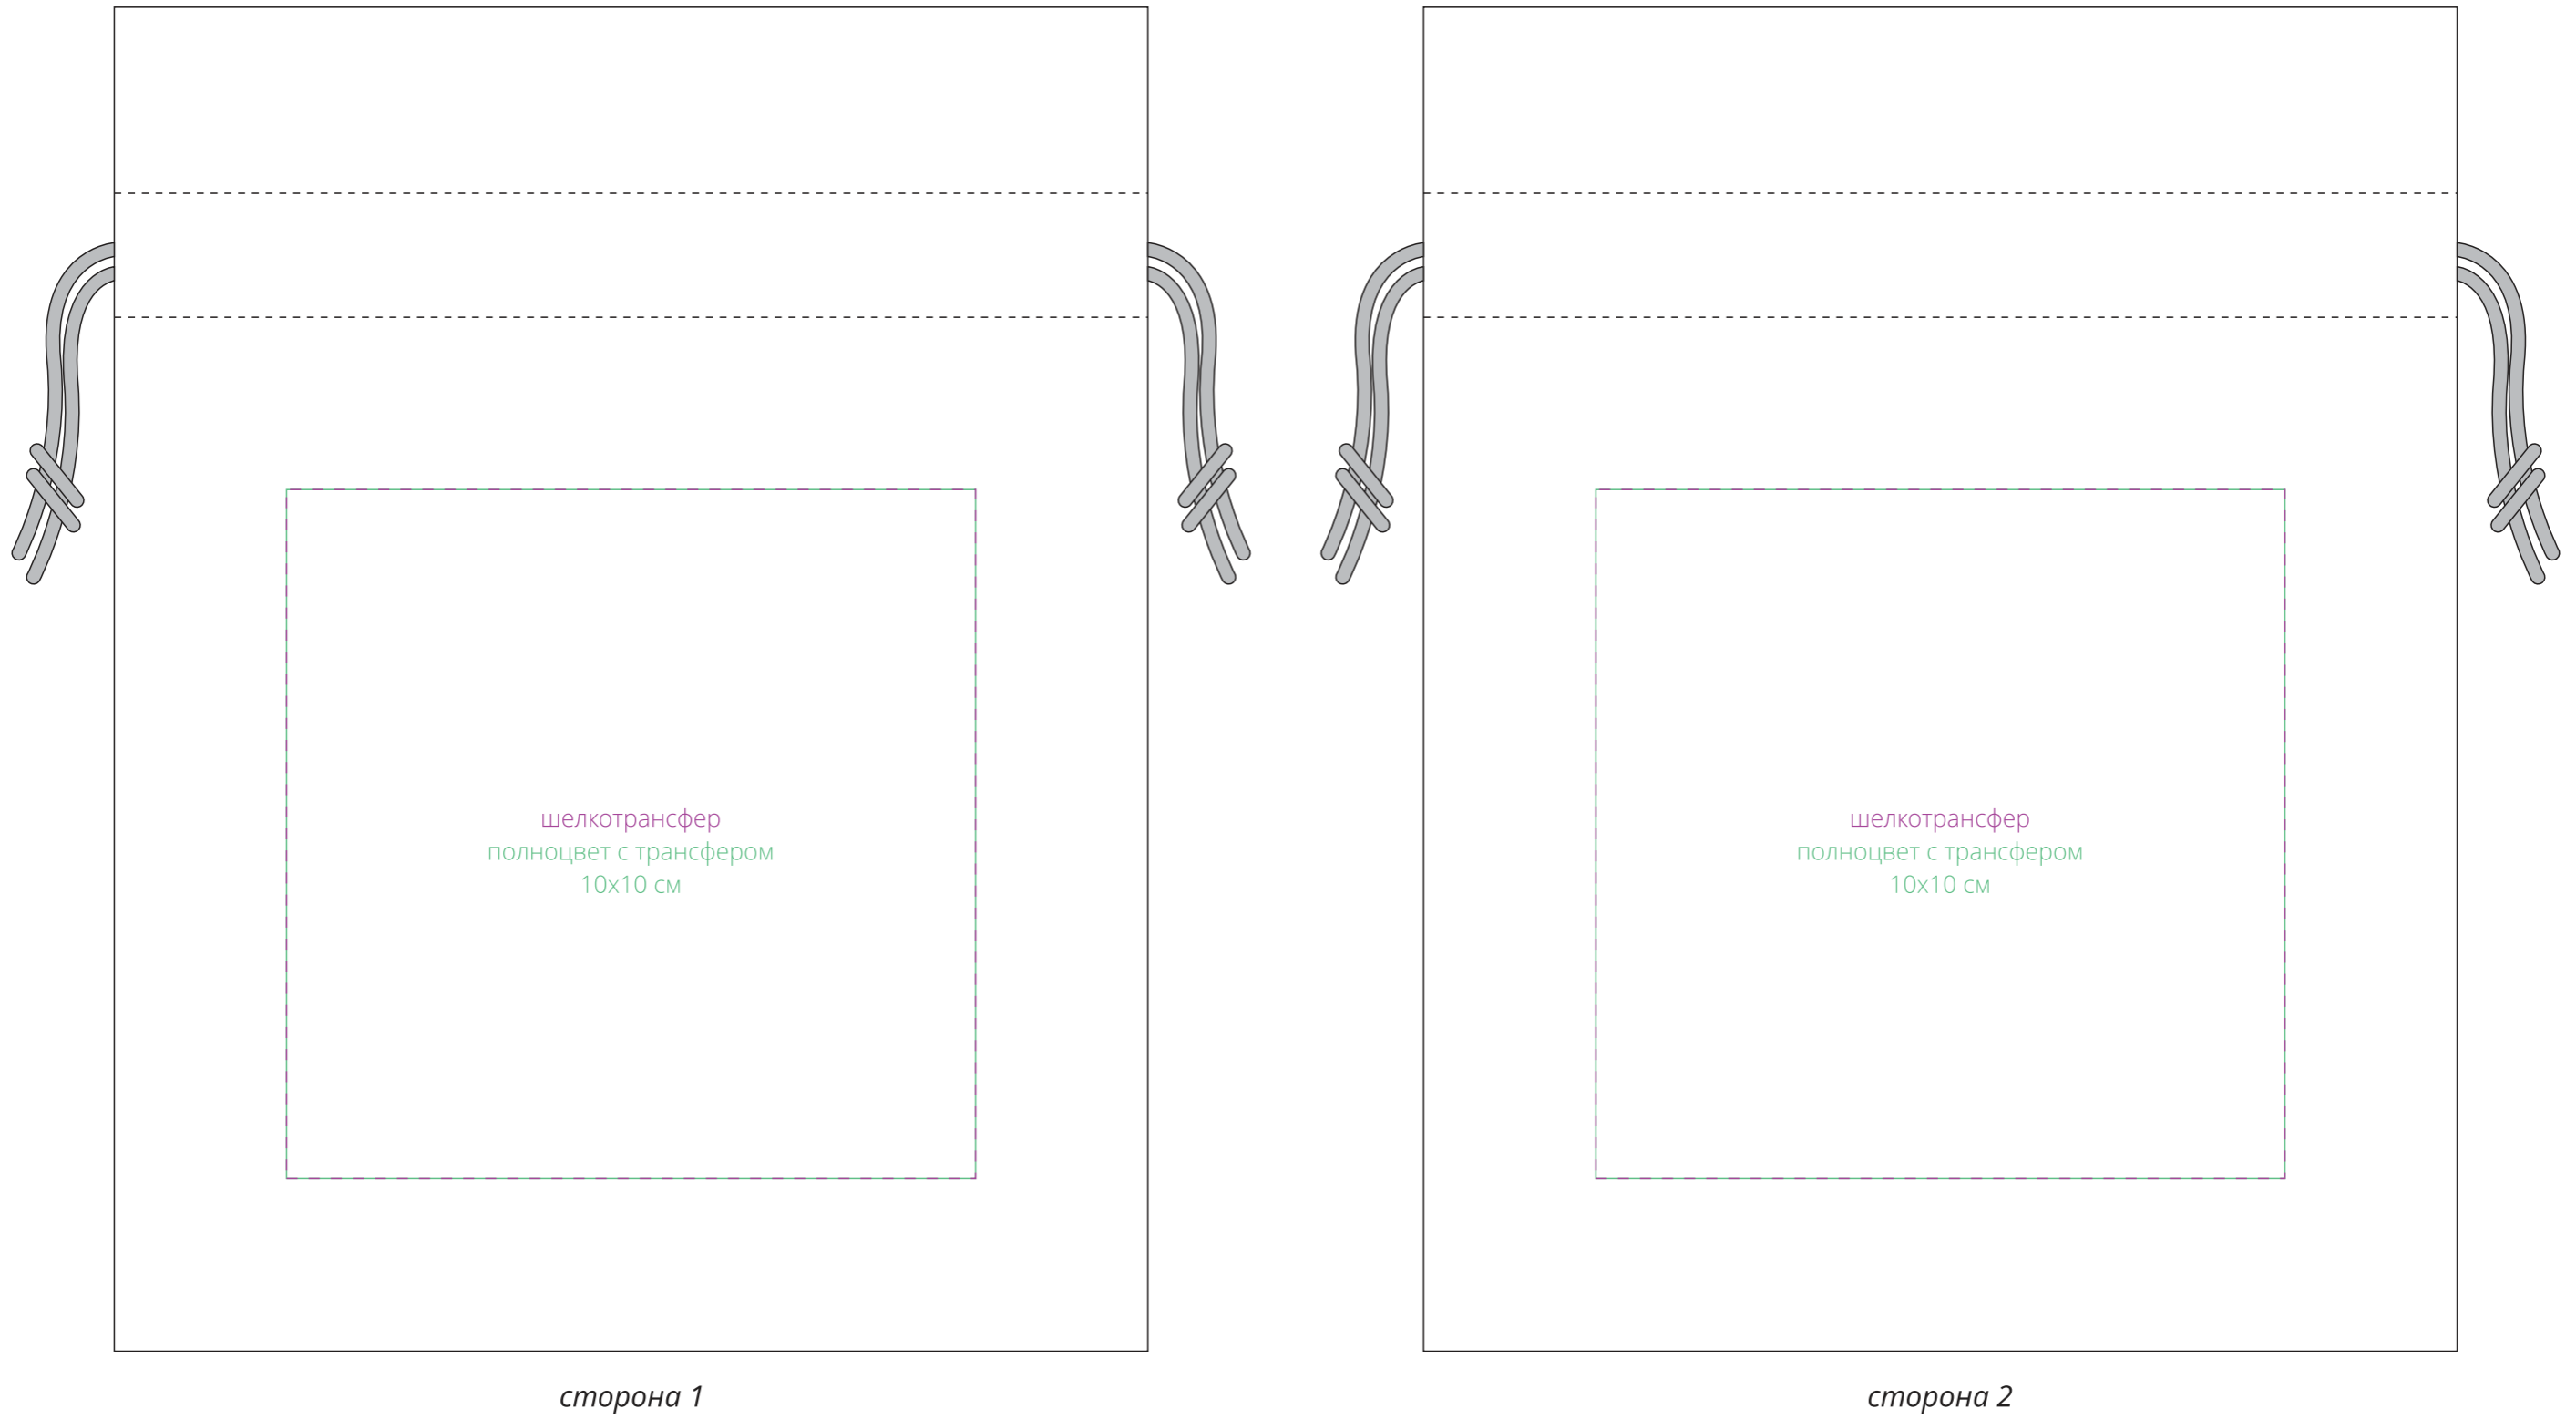 шелкотрансфер
полноцвет с трансфером
10х10 см
шелкотрансфер
полноцвет с трансфером
10х10 см
сторона 1
сторона 2